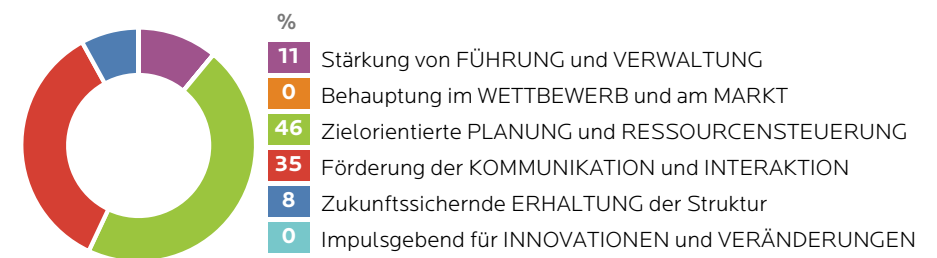 %
11 Stärkung von FÜHRUNG und VERWALTUNG
0 Behauptung im WETTBEWERB und am MARKT
46 Zielorientierte PLANUNG und RESSOURCENSTEUERUNG
35 Förderung der KOMMUNIKATION und INTERAKTION
8 Zukunftssichernde ERHALTUNG der Struktur
0 Impulsgebend für INNOVATIONEN und VERÄNDERUNGEN